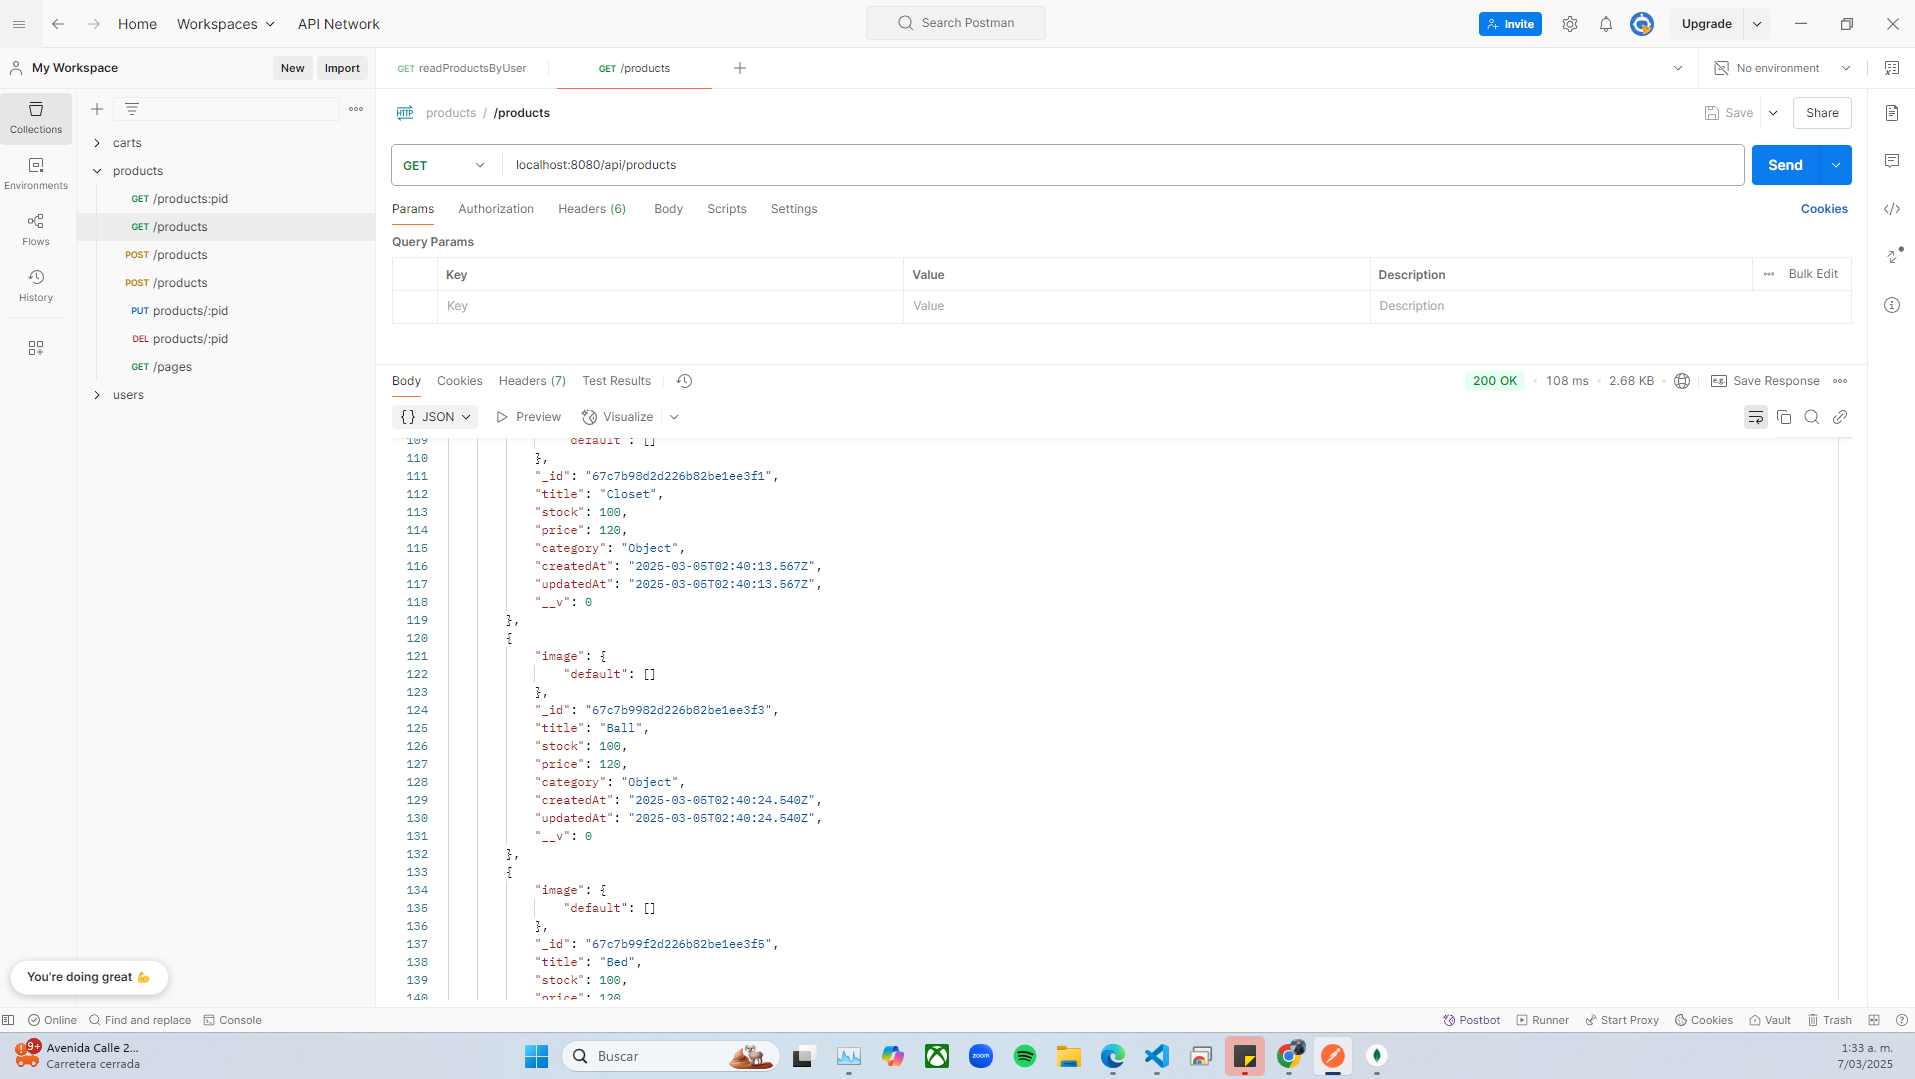 Home
Workspaces
API Network
Search Postman
Invite
Upgrade
My Workspace
New
Import
GET readProductsByUser
GET /products
No environment
Collections
Environments
Flows
History
carts
products
GET /products:pid
GET /products
POST /products
POST /products
PUT products/:pid
DEL products/:pid
GET /pages
users
HTTP products / /products
Save
Share
GET localhost:8080/api/products
Send
Params Authorization Headers (6) Body Scripts Settings
Cookies
Query Params
Key Value Description Bulk Edit
Key Value Description
Body Cookies Headers (7) Test Results
200 OK 108 ms 2.68 KB e.g. Save Response
{} JSON Preview Visualize
109 "default": []
110 },
111 "_id": "67c7b98d2d226b82be1ee3f1",
112 "title": "Closet",
113 "stock": 100,
114 "price": 120,
115 "category": "Object",
116 "createdAt": "2025-03-05T02:40:13.567Z",
117 "updatedAt": "2025-03-05T02:40:13.567Z",
118 "__v": 0
119 },
120 {
121 "image": {
122 "default": []
123 },
124 "_id": "67c7b9982d226b82be1ee3f3",
125 "title": "Ball",
126 "stock": 100,
127 "price": 120,
128 "category": "Object",
129 "createdAt": "2025-03-05T02:40:24.540Z",
130 "updatedAt": "2025-03-05T02:40:24.540Z",
131 "__v": 0
132 },
133 {
134 "image": {
135 "default": []
136 },
137 "_id": "67c7b99f2d226b82be1ee3f5",
138 "title": "Bed",
139 "stock": 100,
140 "price": 120
You're doing great 💪
Online
Find and replace
Console
Postbot
Runner
Start Proxy
Cookies
Vault
Trash
9+
Avenida Calle 2...
Carretera cerrada
Buscar
zoom
1:33 a. m.
7/03/2025